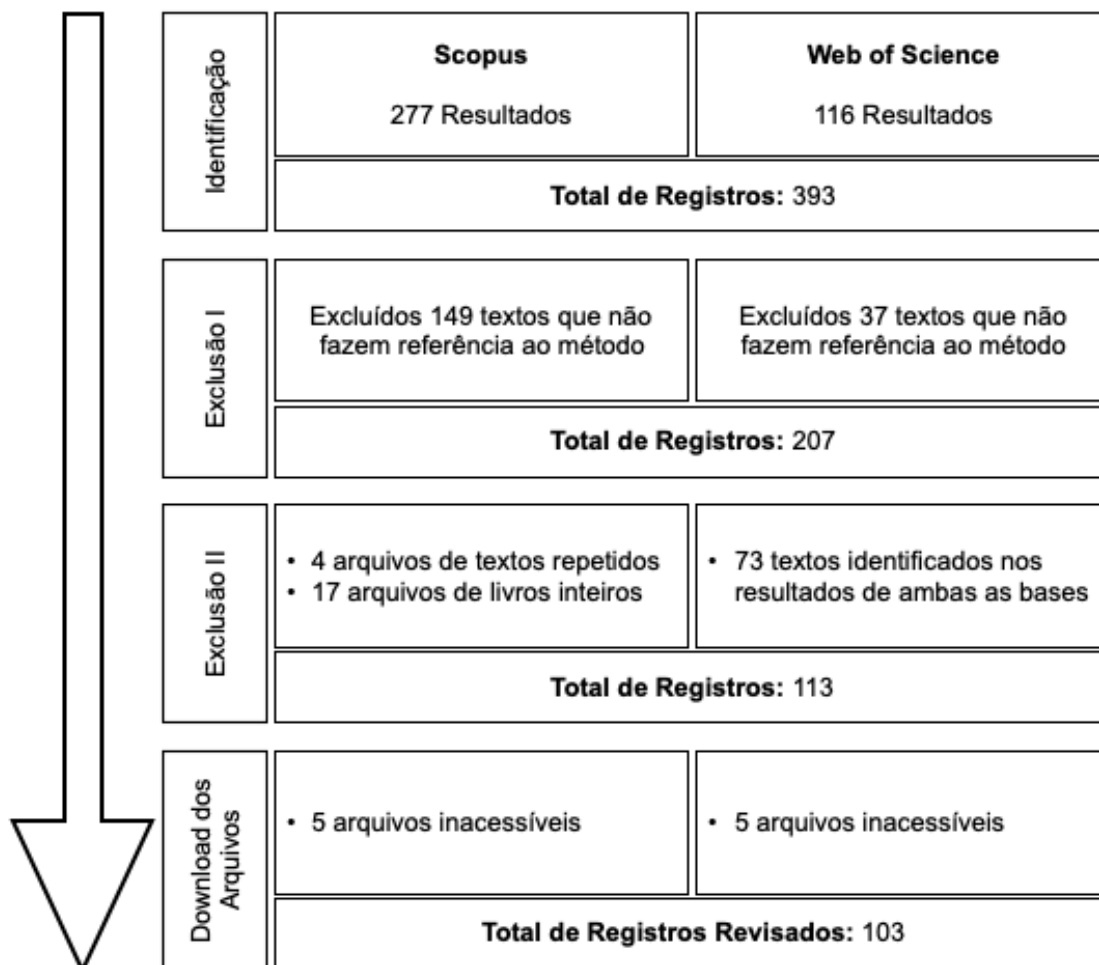 Identificação
Scopus
277 Resultados
Web of Science
116 Resultados
Total de Registros: 393
Exclusão I
Excluídos 149 textos que não
fazem referência ao método
Excluídos 37 textos que não
fazem referência ao método
Total de Registros: 207
Exclusão II
• 4 arquivos de textos repetidos
• 17 arquivos de livros inteiros
• 73 textos identificados nos
resultados de ambas as bases
Total de Registros: 113
Download dos
Arquivos
• 5 arquivos inacessíveis
• 5 arquivos inacessíveis
Total de Registros Revisados: 103